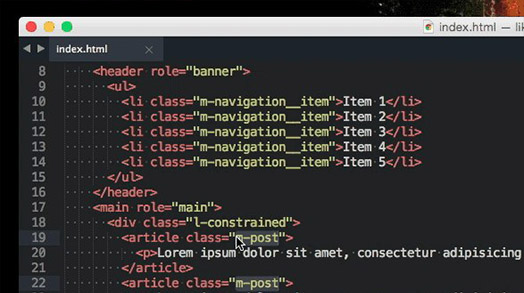 index.html — lik
index.html
8 <header role="banner">
9 <ul>
10 <li class="m-navigation__item">Item 1</li>
11 <li class="m-navigation__item">Item 2</li>
12 <li class="m-navigation__item">Item 3</li>
13 <li class="m-navigation__item">Item 4</li>
14 <li class="m-navigation__item">Item 5</li>
15 </ul>
16 </header>
17 <main role="main">
18 <div class="l-constrained">
19 <article class="m-post">
20 <p>Lorem ipsum dolor sit amet, consectetur adipisicing
21 </article>
22 <article class="m-post">